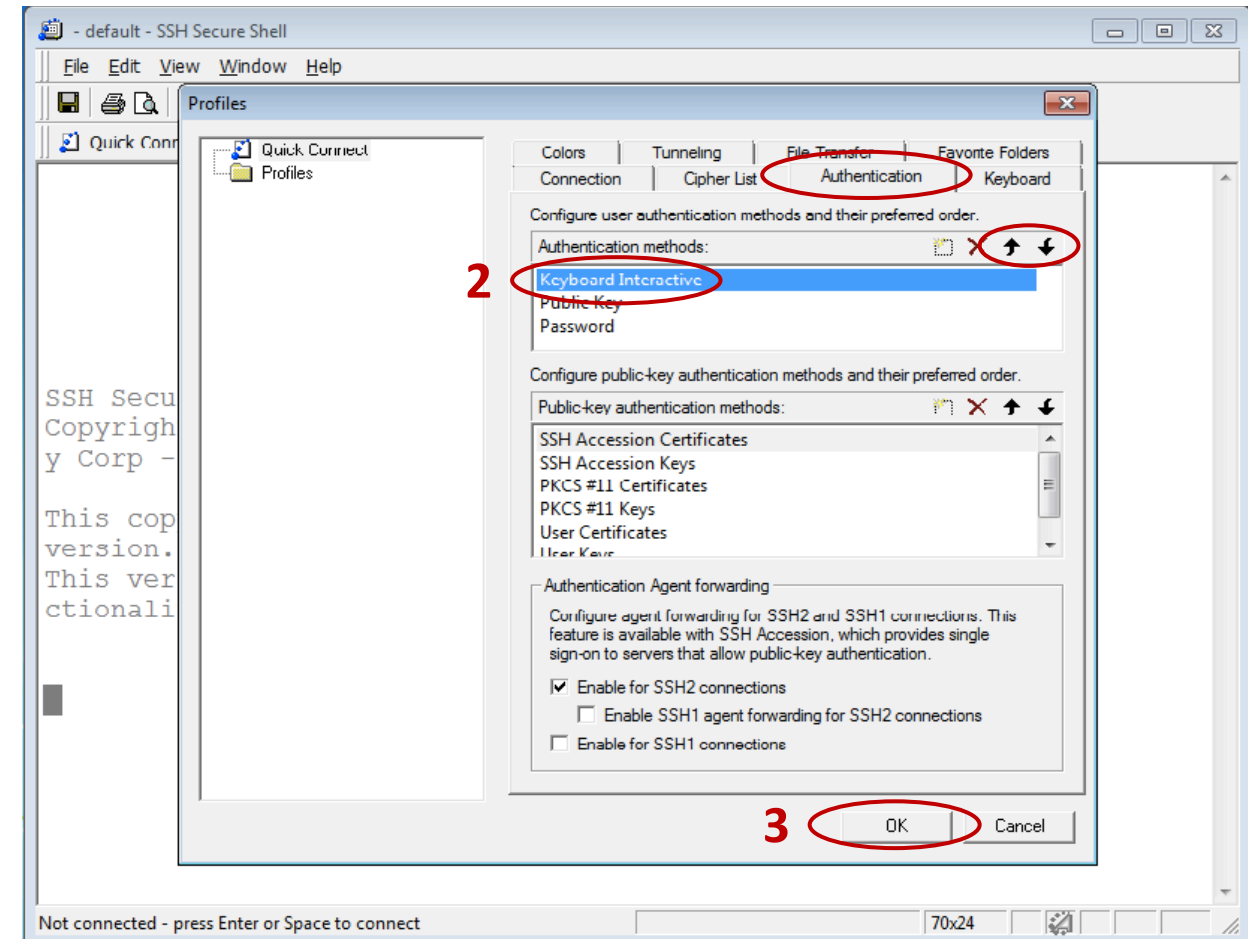 - default - SSH Secure Shell
File Edit View Window Help
Profiles
Quick Conn
Quick Connect
Profiles
Colors Tunneling File Transfer Favorite Folders
Connection Cipher List Authentication Keyboard
Configure user authentication methods and their preferred order.
Authentication methods:
2
Keyboard Interactive
Public Key
Password
Configure public-key authentication methods and their preferred order.
Public-key authentication methods:
SSH Accession Certificates
SSH Accession Keys
PKCS #11 Certificates
PKCS #11 Keys
User Certificates
User Keys
Authentication Agent forwarding
Configure agent forwarding for SSH2 and SSH1 connections. This
feature is available with SSH Accession, which provides single
sign-on to servers that allow public-key authentication.
Enable for SSH2 connections
Enable SSH1 agent forwarding for SSH2 connections
Enable for SSH1 connections
3
OK Cancel
SSH Secu
Copyrigh
y Corp -
This cop
version.
This ver
ctionali
Not connected - press Enter or Space to connect
70x24